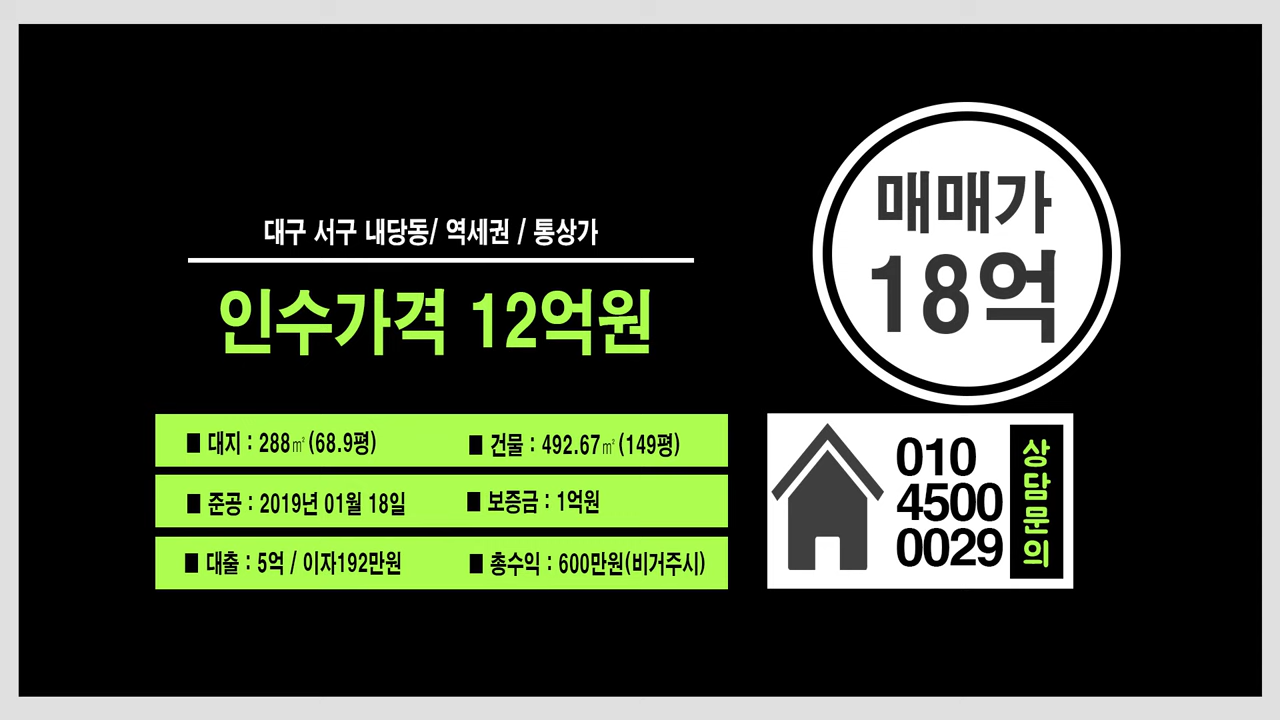 대구 서구 내당동/ 역세권 / 통상가
인수가격 12억원
매매가
18억
■ 대지 : 288㎡(68.9평)
■ 건물 : 492.67㎡(149평)
■ 준공 : 2019년 01월 18일
■ 보증금 : 1억원
■ 대출 : 5억 / 이자192만원
■ 총수익 : 600만원(비거주시)
010
4500
0029
상담문의